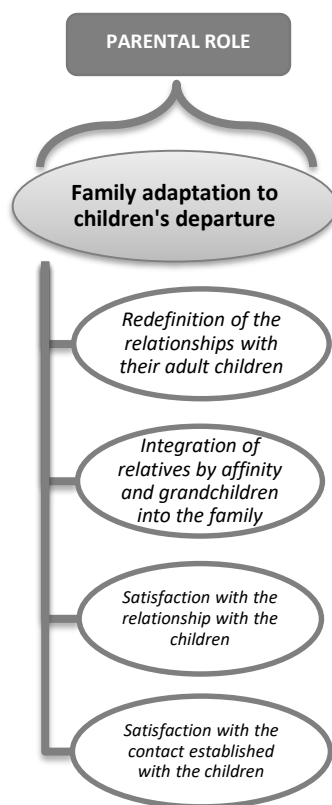 PARENTAL ROLE
Family adaptation to
children's departure
Redefinition of the
relationships with
their adult children
Integration of
relatives by affinity
and grandchildren
into the family
Satisfaction with the
relationship with the
children
Satisfaction with the
contact established
with the children